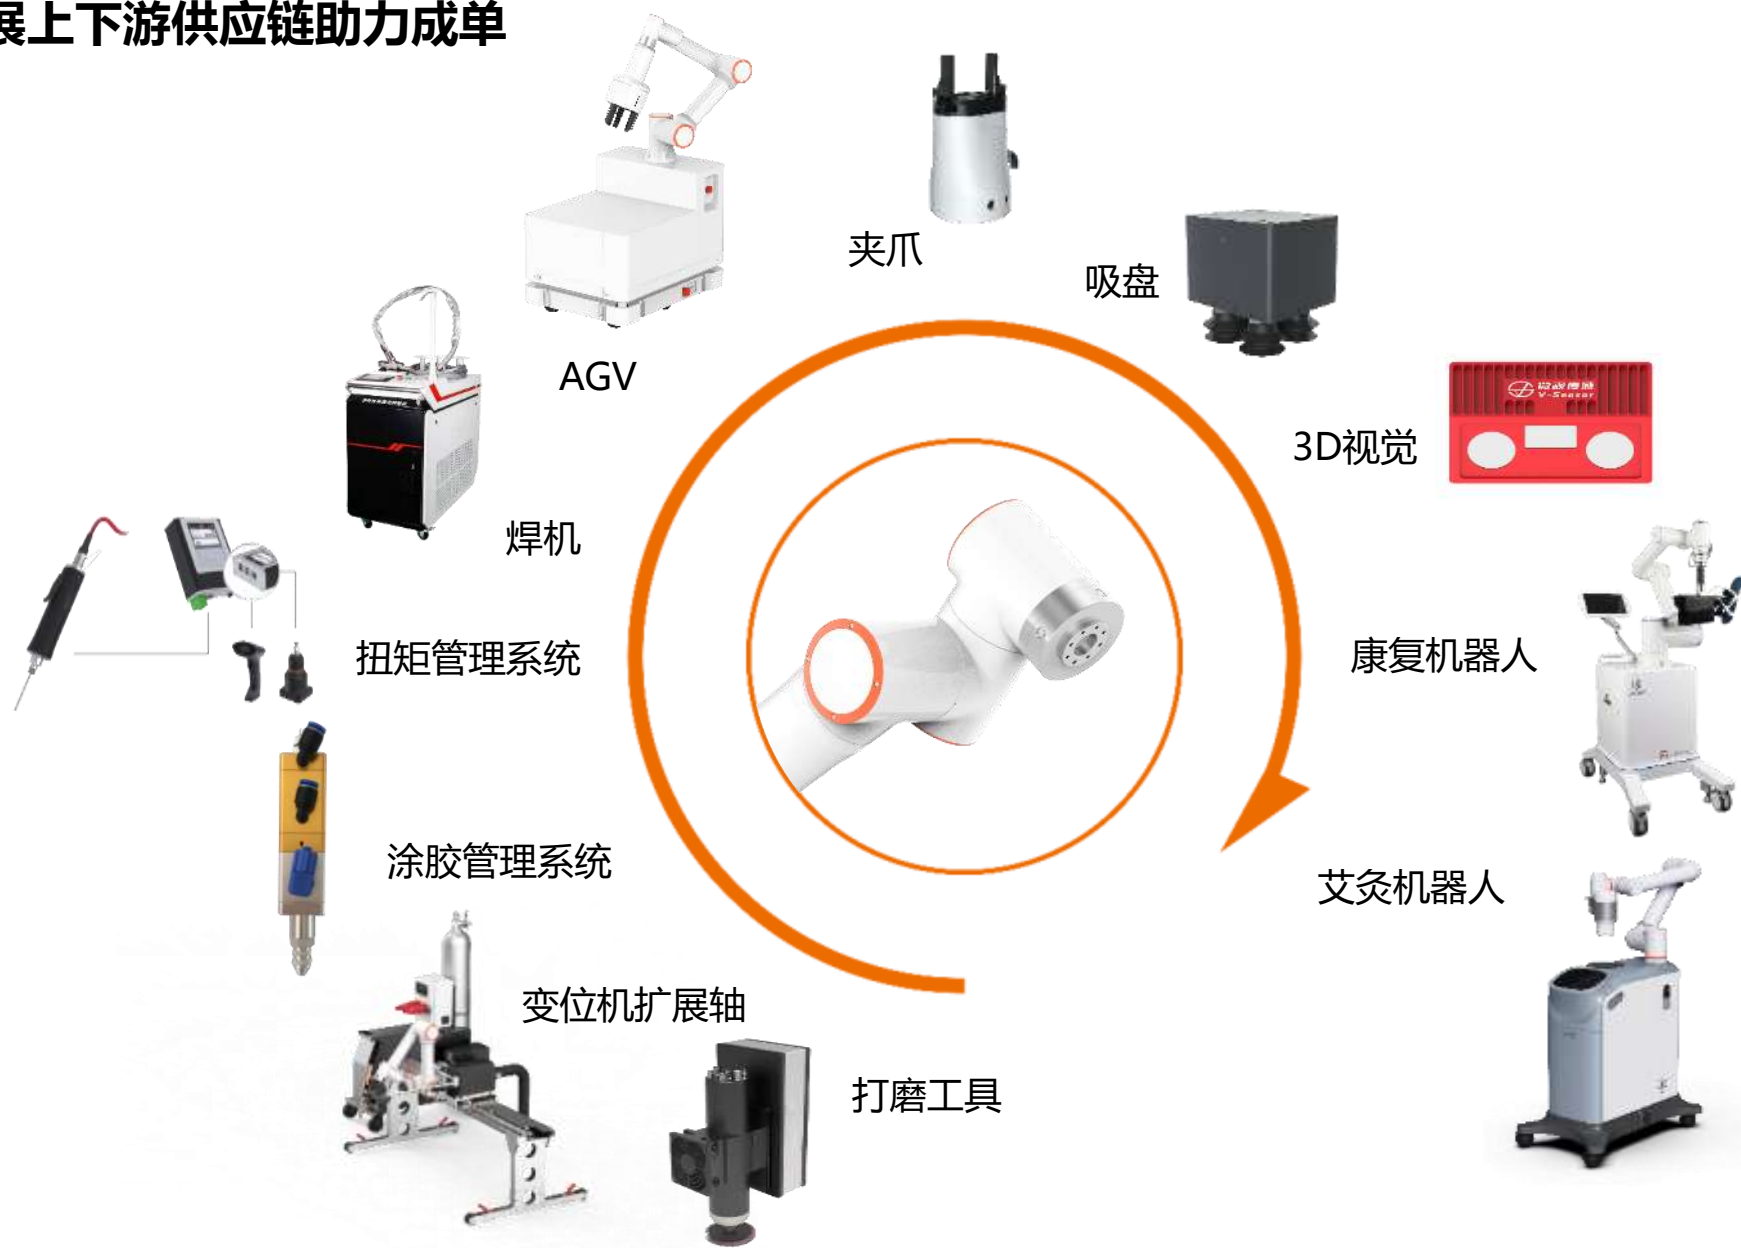 展上下游供应链助力成单
夹爪
吸盘
AGV
3D视觉
V-Sensor
焊机
扭矩管理系统
康复机器人
涂胶管理系统
艾灸机器人
变位机扩展轴
打磨工具